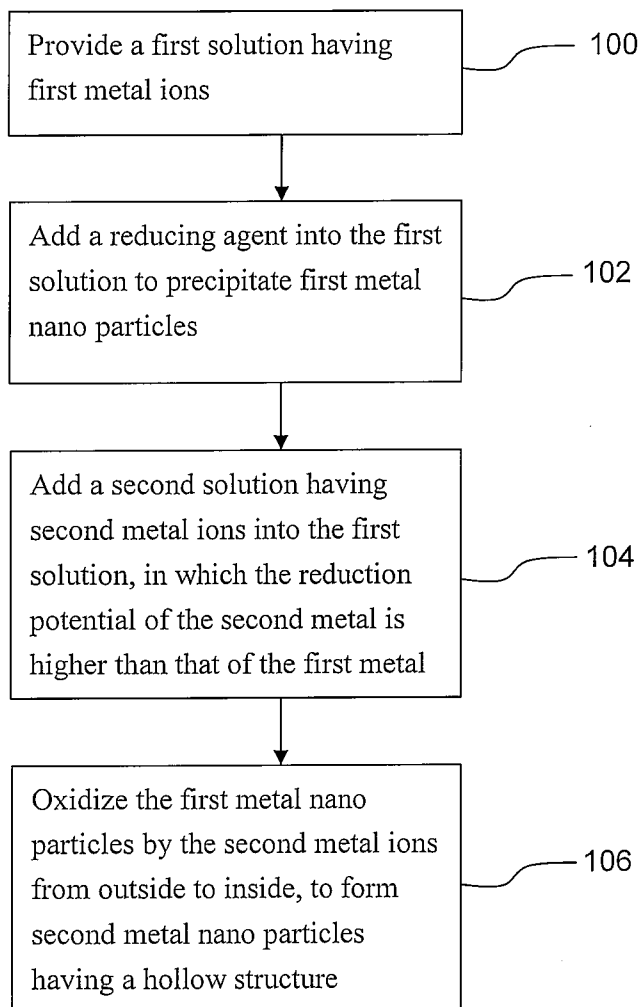 Provide a first solution having
first metal ions
100
Add a reducing agent into the first
solution to precipitate first metal
nano particles
102
Add a second solution having
second metal ions into the first
solution, in which the reduction
potential of the second metal is
higher than that of the first metal
104
Oxidize the first metal nano
particles by the second metal ions
from outside to inside, to form
second metal nano particles
having a hollow structure
106